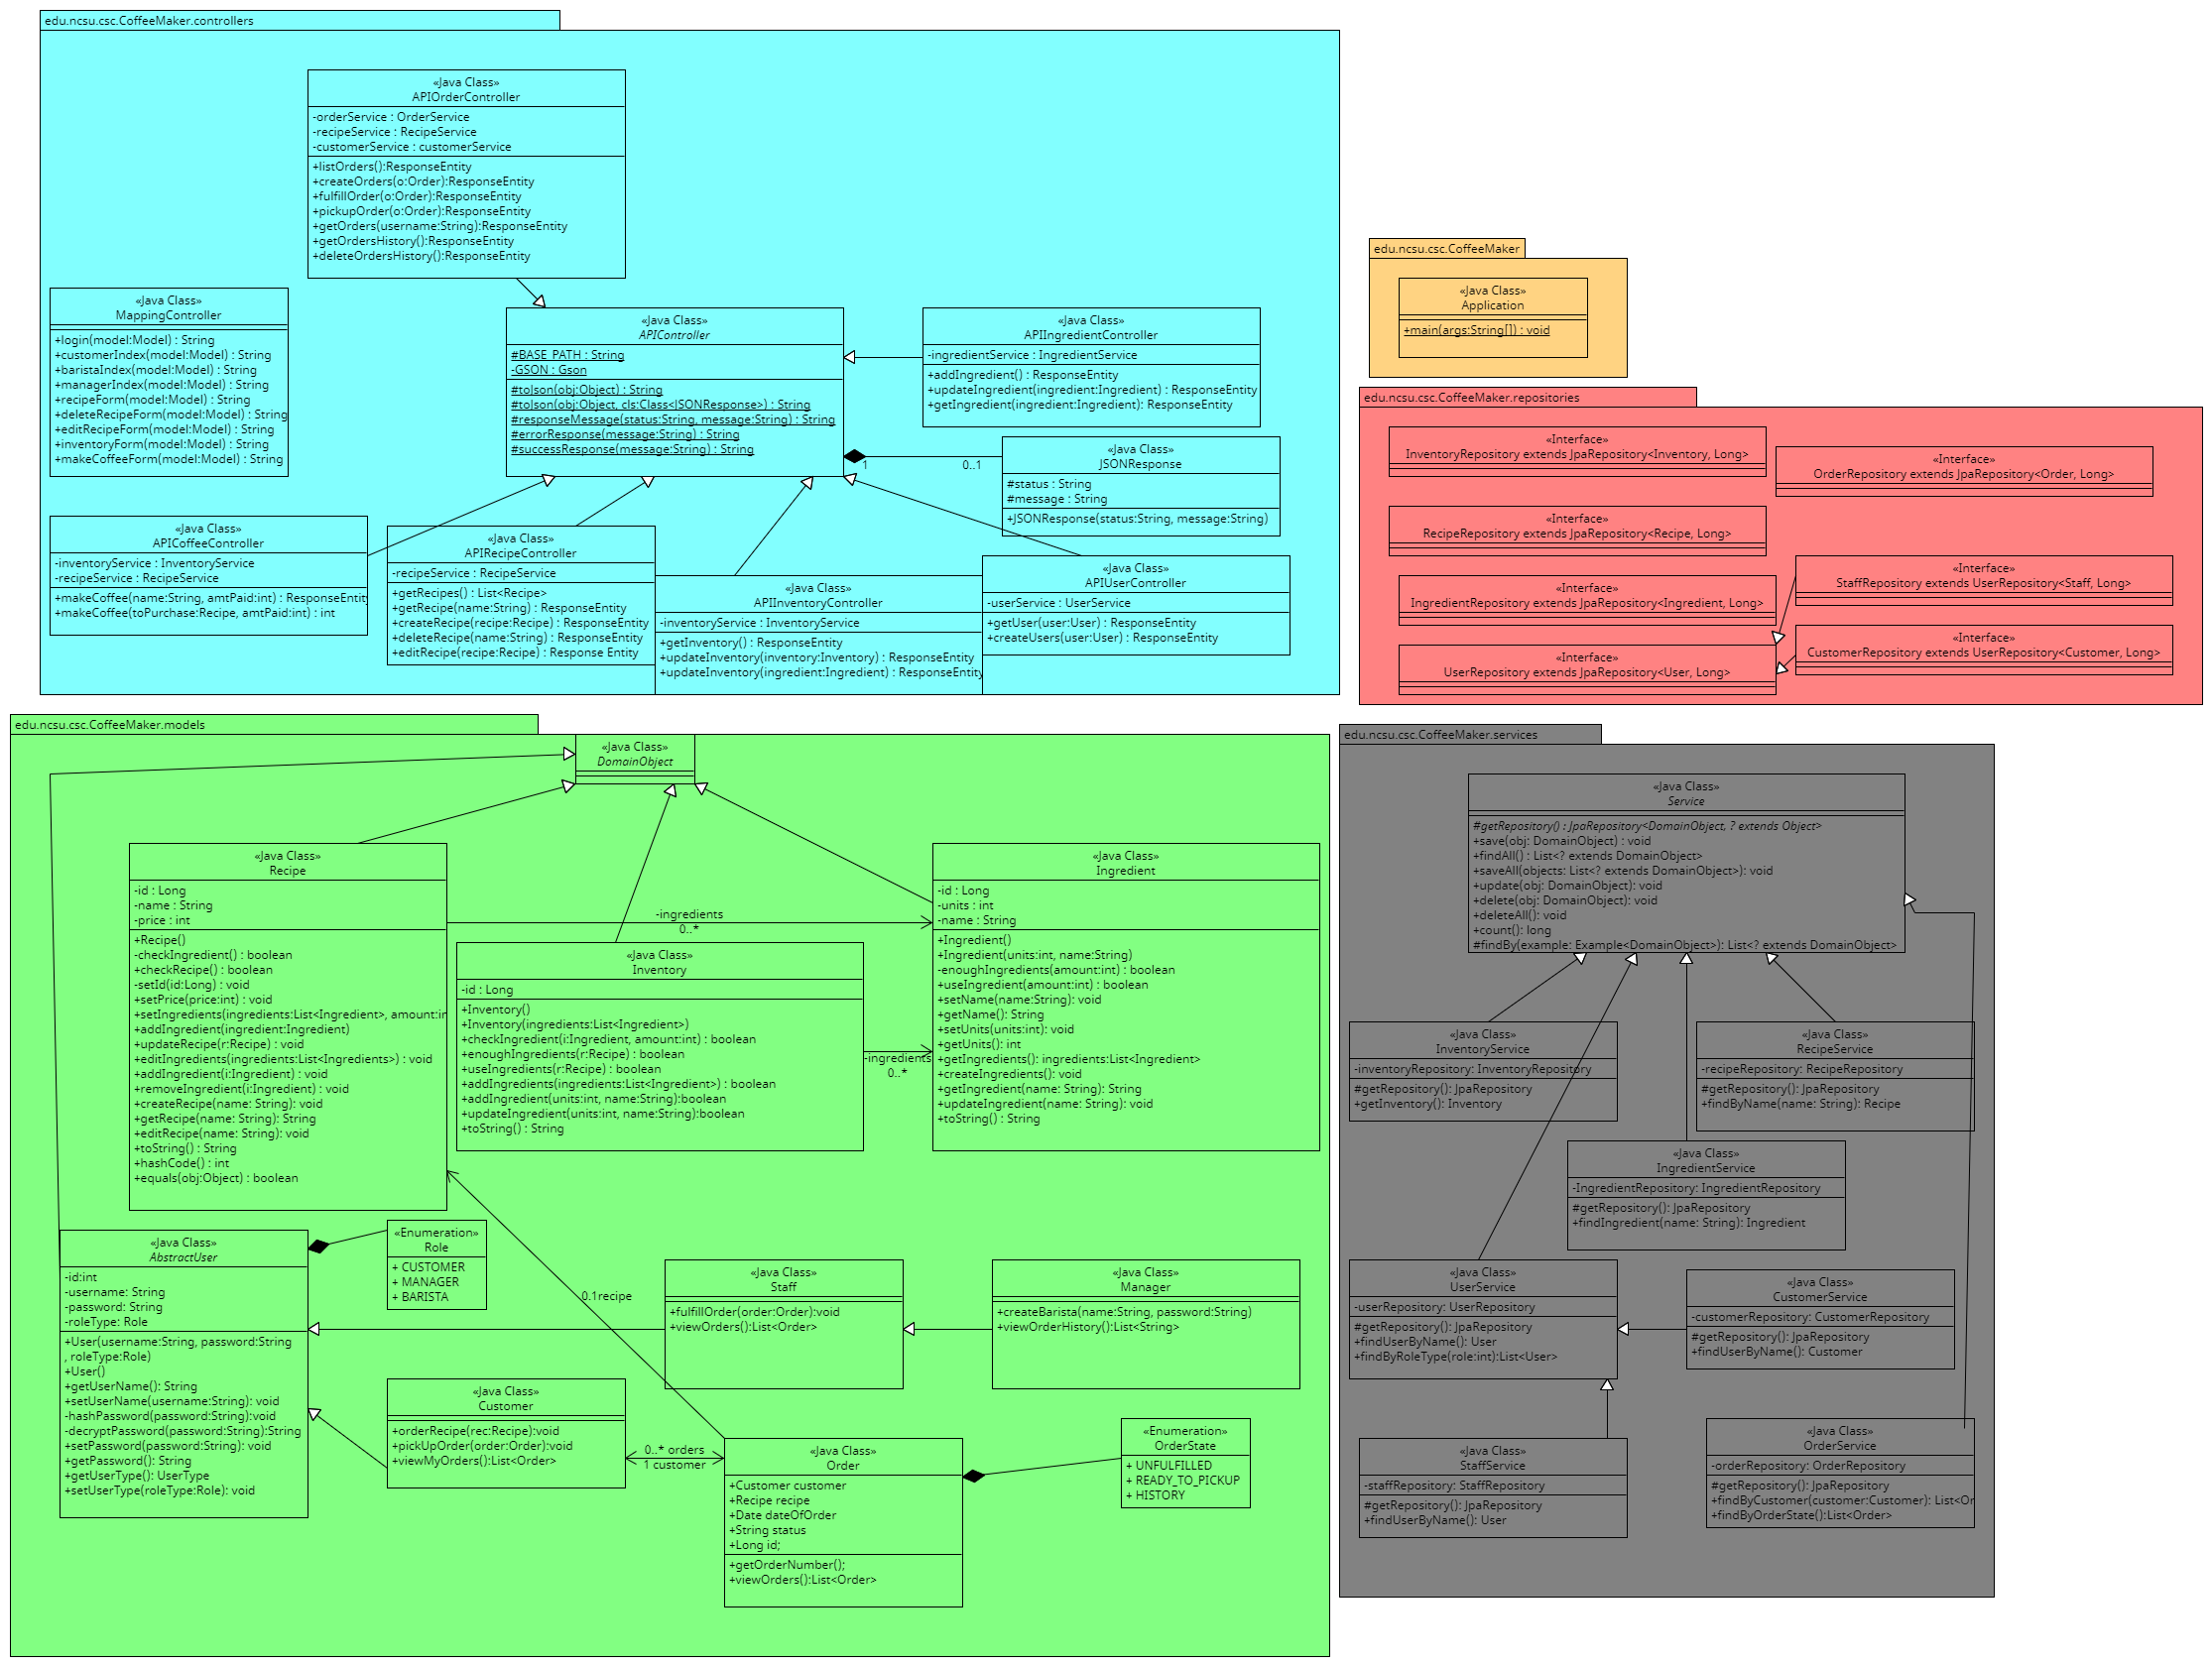 edu.ncsu.csc.CoffeeMaker.controllers
«Java Class»
APIOrderController
-orderService : OrderService
-recipeService : RecipeService
-customerService : customerService
+listOrders():ResponseEntity
+createOrders(o:Order):ResponseEntity
+fulfillOrder(o:Order):ResponseEntity
+pickupOrder(o:Order):ResponseEntity
+getOrders(username:String):ResponseEntity
+getOrdersHistory():ResponseEntity
+deleteOrdersHistory():ResponseEntity
«Java Class»
MappingController
+login(model:Model) : String
+customerIndex(model:Model) : String
+baristaIndex(model:Model) : String
+managerIndex(model:Model) : String
+recipeForm(model:Model) : String
+deleteRecipeForm(model:Model) : String
+editRecipeForm(model:Model) : String
+inventoryForm(model:Model) : String
+makeCoffeeForm(model:Model) : String
«Java Class»
APIController
#BASE_PATH : String
-GSON : Gson
#toJson(obj:Object) : String
#toJson(obj:Object, cls:Class<JSONResponse>) : String
#responseMessage(status:String, message:String) : String
#errorResponse(message:String) : String
#successResponse(message:String) : String
«Java Class»
APIIngredientController
-ingredientService : IngredientService
+addIngredient() : ResponseEntity
+updateIngredient(ingredient:Ingredient) : ResponseEntity
+getIngredient(ingredient:Ingredient): ResponseEntity
1
0..1
«Java Class»
JSONResponse
#status : String
#message : String
+JSONResponse(status:String, message:String)
«Java Class»
APICoffeeController
-inventoryService : InventoryService
-recipeService : RecipeService
+makeCoffee(name:String, amtPaid:int) : ResponseEntity
+makeCoffee(toPurchase:Recipe, amtPaid:int) : int
«Java Class»
APIRecipeController
-recipeService : RecipeService
+getRecipes() : List<Recipe>
+getRecipe(name:String) : ResponseEntity
+createRecipe(recipe:Recipe) : ResponseEntity
+deleteRecipe(name:String) : ResponseEntity
+editRecipe(recipe:Recipe) : Response Entity
«Java Class»
APIInventoryController
-inventoryService : InventoryService
+getInventory() : ResponseEntity
+updateInventory(inventory:Inventory) : ResponseEntity
+updateInventory(ingredient:Ingredient) : ResponseEntity
«Java Class»
APIUserController
-userService : UserService
+getUser(user:User) : ResponseEntity
+createUsers(user:User) : ResponseEntity
edu.ncsu.csc.CoffeeMaker
«Java Class»
Application
+main(args:String[]) : void
edu.ncsu.csc.CoffeeMaker.repositories
«Interface»
InventoryRepository extends JpaRepository<Inventory, Long>
«Interface»
OrderRepository extends JpaRepository<Order, Long>
«Interface»
RecipeRepository extends JpaRepository<Recipe, Long>
«Interface»
StaffRepository extends UserRepository<Staff, Long>
«Interface»
IngredientRepository extends JpaRepository<Ingredient, Long>
«Interface»
CustomerRepository extends UserRepository<Customer, Long>
«Interface»
UserRepository extends JpaRepository<User, Long>
edu.ncsu.csc.CoffeeMaker.models
«Java Class»
DomainObject
«Java Class»
Recipe
-id : Long
-name : String
-price : int
+Recipe()
-checkIngredient() : boolean
+checkRecipe() : boolean
-setId(id:Long) : void
+setPrice(price:int) : void
+setIngredients(ingredients:List<Ingredient>, amount:in
+addIngredient(ingredient:Ingredient)
+updateRecipe(r:Recipe) : void
+editIngredients(ingredients:List<Ingredients>) : void
+addIngredient(i:Ingredient) : void
+removeIngredient(i:Ingredient) : void
+createRecipe(name: String): void
+getRecipe(name: String): String
+editRecipe(name: String): void
+toString() : String
+hashCode() : int
+equals(obj:Object) : boolean
-ingredients
0..*
«Java Class»
Inventory
-id : Long
+Inventory()
+Inventory(ingredients:List<Ingredient>)
+checkIngredient(i:Ingredient, amount:int) : boolean
+enoughIngredients(r:Recipe) : boolean
+useIngredients(r:Recipe) : boolean
+addIngredients(ingredients:List<Ingredient>) : boolean
+addIngredient(units:int, name:String):boolean
+updateIngredient(units:int, name:String):boolean
+toString() : String
-ingredients
0..*
«Java Class»
Ingredient
-id : Long
-units : int
-name : String
+Ingredient()
+Ingredient(units:int, name:String)
-enoughIngredients(amount:int) : boolean
+useIngredient(amount:int) : boolean
+setName(name:String): void
+getName(): String
+setUnits(units:int): void
+getUnits(): int
+getIngredients(): ingredients:List<Ingredient>
+createIngredients(): void
+getIngredient(name: String): String
+updateIngredient(name: String): void
+toString() : String
«Java Class»
AbstractUser
-id:int
-username: String
-password: String
-roleType: Role
+User(username:String, password:String
, roleType:Role)
+User()
+getUserName(): String
+setUserName(username:String): void
-hashPassword(password:String):void
-decryptPassword(password:String):String
+setPassword(password:String): void
+getPassword(): String
+getUserType(): UserType
+setUserType(roleType:Role): void
«Enumeration»
Role
+ CUSTOMER
+ MANAGER
+ BARISTA
0.1recipe
«Java Class»
Staff
+fulfillOrder(order:Order):void
+viewOrders():List<Order>
«Java Class»
Manager
+createBarista(name:String, password:String)
+viewOrderHistory():List<String>
«Java Class»
Customer
+orderRecipe(rec:Recipe):void
+pickUpOrder(order:Order):void
+viewMyOrders():List<Order>
0..* orders
1 customer
«Java Class»
Order
+Customer customer
+Recipe recipe
+Date dateOfOrder
+String status
+Long id;
+getOrderNumber();
+viewOrders():List<Order>
«Enumeration»
OrderState
+ UNFULFILLED
+ READY_TO_PICKUP
+ HISTORY
edu.ncsu.csc.CoffeeMaker.services
«Java Class»
Service
#getRepository() : JpaRepository<DomainObject, ? extends Object>
+save(obj: DomainObject) : void
+findAll() : List<? extends DomainObject>
+saveAll(objects: List<? extends DomainObject>): void
+update(obj: DomainObject): void
+delete(obj: DomainObject): void
+deleteAll(): void
+count(): long
#findBy(example: Example<DomainObject>): List<? extends DomainObject>
«Java Class»
InventoryService
-inventoryRepository: InventoryRepository
#getRepository(): JpaRepository
+getInventory(): Inventory
«Java Class»
RecipeService
-recipeRepository: RecipeRepository
#getRepository(): JpaRepository
+findByName(name: String): Recipe
«Java Class»
IngredientService
-IngredientRepository: IngredientRepository
#getRepository(): JpaRepository
+findIngredient(name: String): Ingredient
«Java Class»
UserService
-userRepository: UserRepository
#getRepository(): JpaRepository
+findUserByName(): User
+findByRoleType(role:int):List<User>
«Java Class»
CustomerService
-customerRepository: CustomerRepository
#getRepository(): JpaRepository
+findUserByName(): Customer
«Java Class»
StaffService
-staffRepository: StaffRepository
#getRepository(): JpaRepository
+findUserByName(): User
«Java Class»
OrderService
-orderRepository: OrderRepository
#getRepository(): JpaRepository
+findByCustomer(customer:Customer): List<Or
+findByOrderState():List<Order>